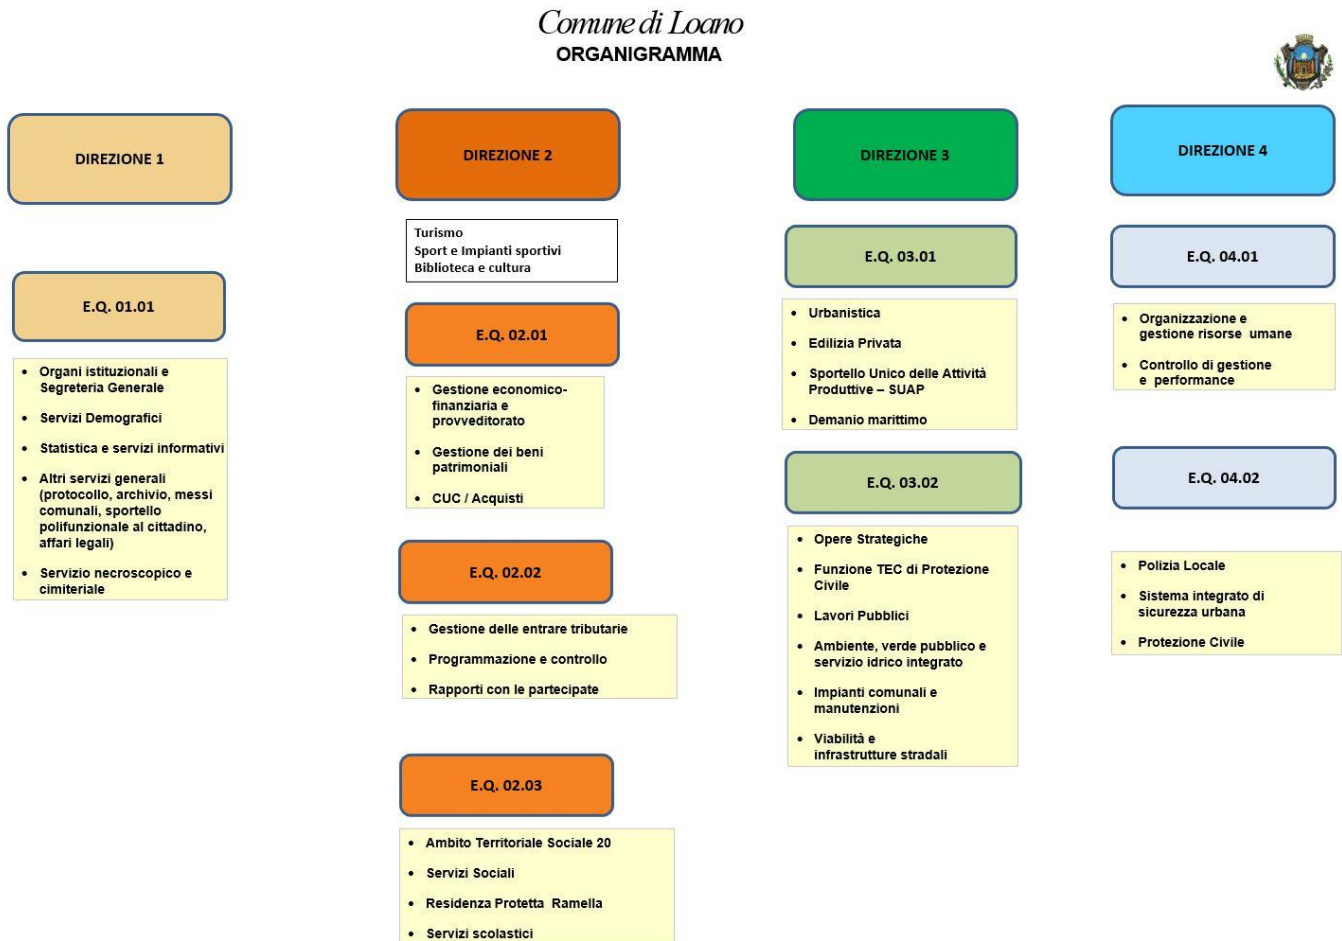 Comune di Loano
ORGANIGRAMMA
DIREZIONE 1
E.Q. 01.01
• Organi istituzionali e
Segreteria Generale
• Servizi Demografici
• Statistica e servizi informativi
• Altri servizi generali
(protocollo, archivio, messi
comunali, sportello
polifunzionale al cittadino,
affari legali)
• Servizio necroscopico e
cimiteriale
DIREZIONE 2
Turismo
Sport e Impianti sportivi
Biblioteca e cultura
E.Q. 02.01
• Gestione economico-
finanziaria e
provveditorato
• Gestione dei beni
patrimoniali
• CUC / Acquisti
E.Q. 02.02
• Gestione delle entrare tributarie
• Programmazione e controllo
• Rapporti con le partecipate
E.Q. 02.03
• Ambito Territoriale Sociale 20
• Servizi Sociali
• Residenza Protetta Ramella
• Servizi scolastici
DIREZIONE 3
E.Q. 03.01
• Urbanistica
• Edilizia Privata
• Sportello Unico delle Attività
Produttive – SUAP
• Demanio marittimo
E.Q. 03.02
• Opere Strategiche
• Funzione TEC di Protezione
Civile
• Lavori Pubblici
• Ambiente, verde pubblico e
servizio idrico integrato
• Impianti comunali e
manutenzioni
• Viabilità e
infrastrutture stradali
DIREZIONE 4
E.Q. 04.01
• Organizzazione e
gestione risorse umane
• Controllo di gestione
e performance
E.Q. 04.02
• Polizia Locale
• Sistema integrato di
sicurezza urbana
• Protezione Civile